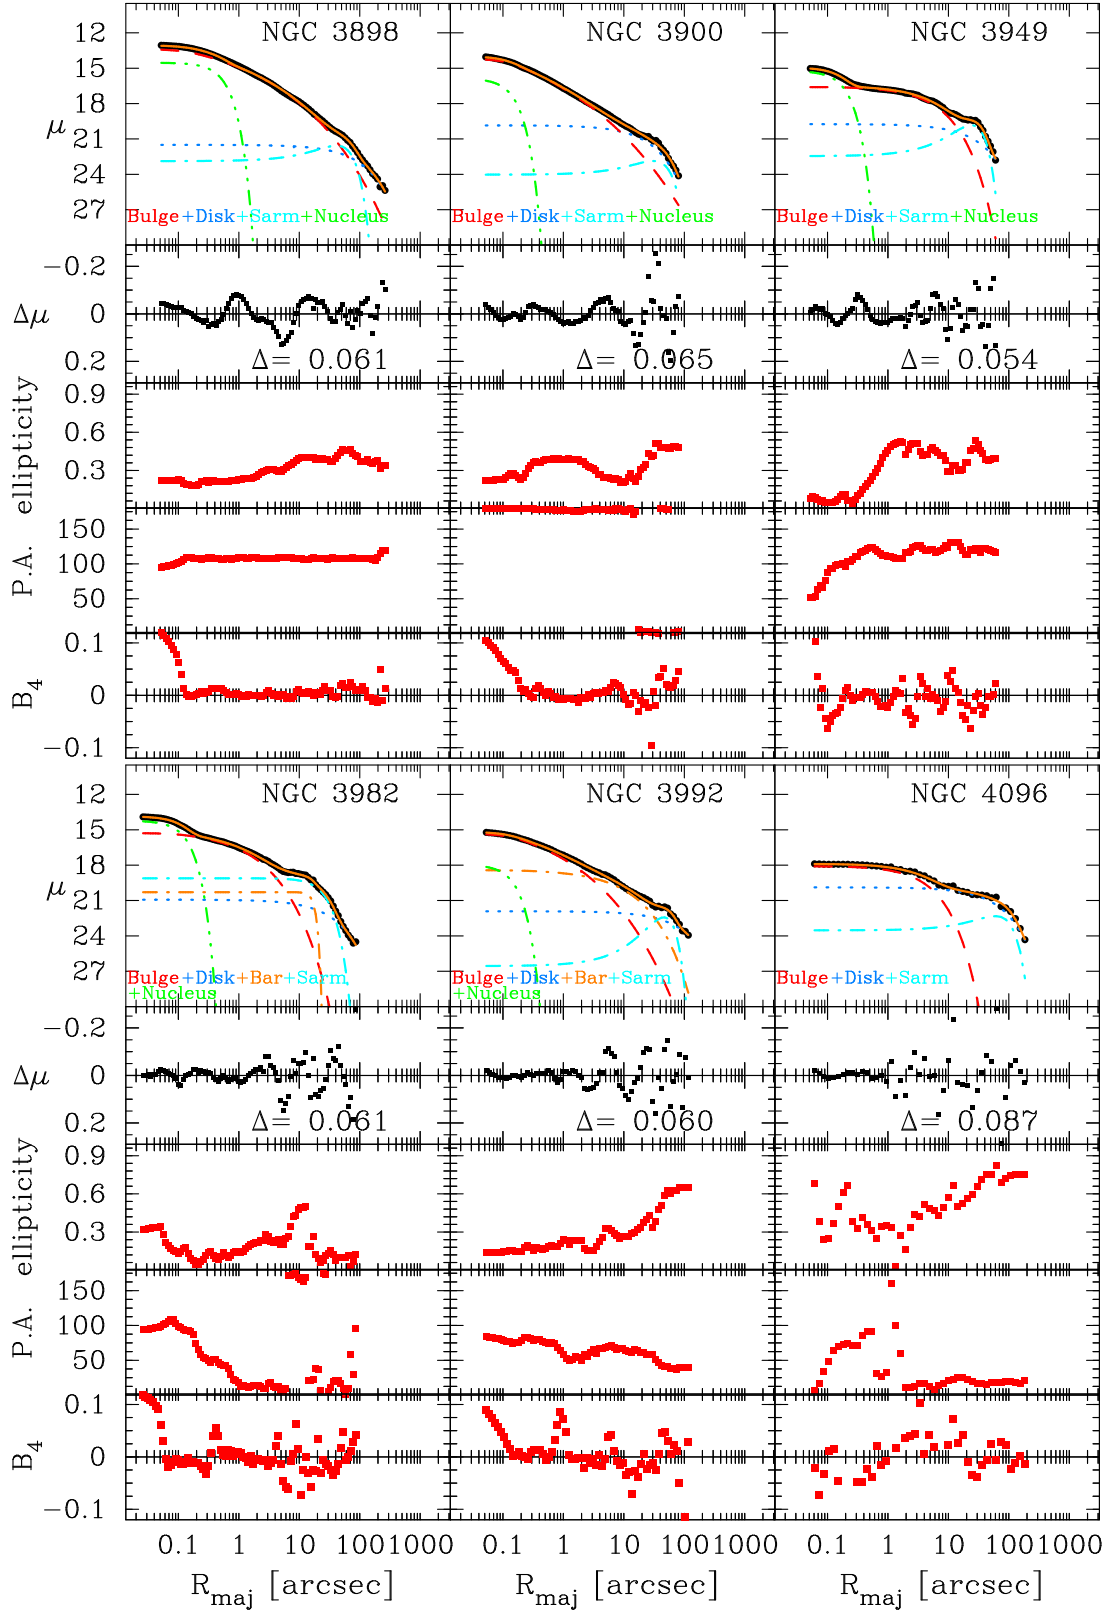 NGC 3898 NGC 3900 NGC 3949
12
15
18
μ
21
24
27
Bulge+Disk+Sarm+Nucleus Bulge+Disk+Sarm+Nucleus Bulge+Disk+Sarm+Nucleus
−0.2
Δμ 0
0.2
Δ= 0.061 Δ= 0.065 Δ= 0.054
ellipticity
0.9
0.6
0.3
P.A.
150
100
50
B4
0.1
0
−0.1
NGC 3982 NGC 3992 NGC 4096
12
15
18
μ
21
24
27
Bulge+Disk+Bar+Sarm Bulge+Disk+Bar+Sarm Bulge+Disk+Sarm
+Nucleus +Nucleus
−0.2
Δμ 0
0.2
Δ= 0.061 Δ= 0.060 Δ= 0.087
ellipticity
0.9
0.6
0.3
P.A.
150
100
50
B4
0.1
0
−0.1
0.1 1 10 100 1000 0.1 1 10 100 1000 0.1 1 10 100 1000
Rmaj [arcsec] Rmaj [arcsec] Rmaj [arcsec]